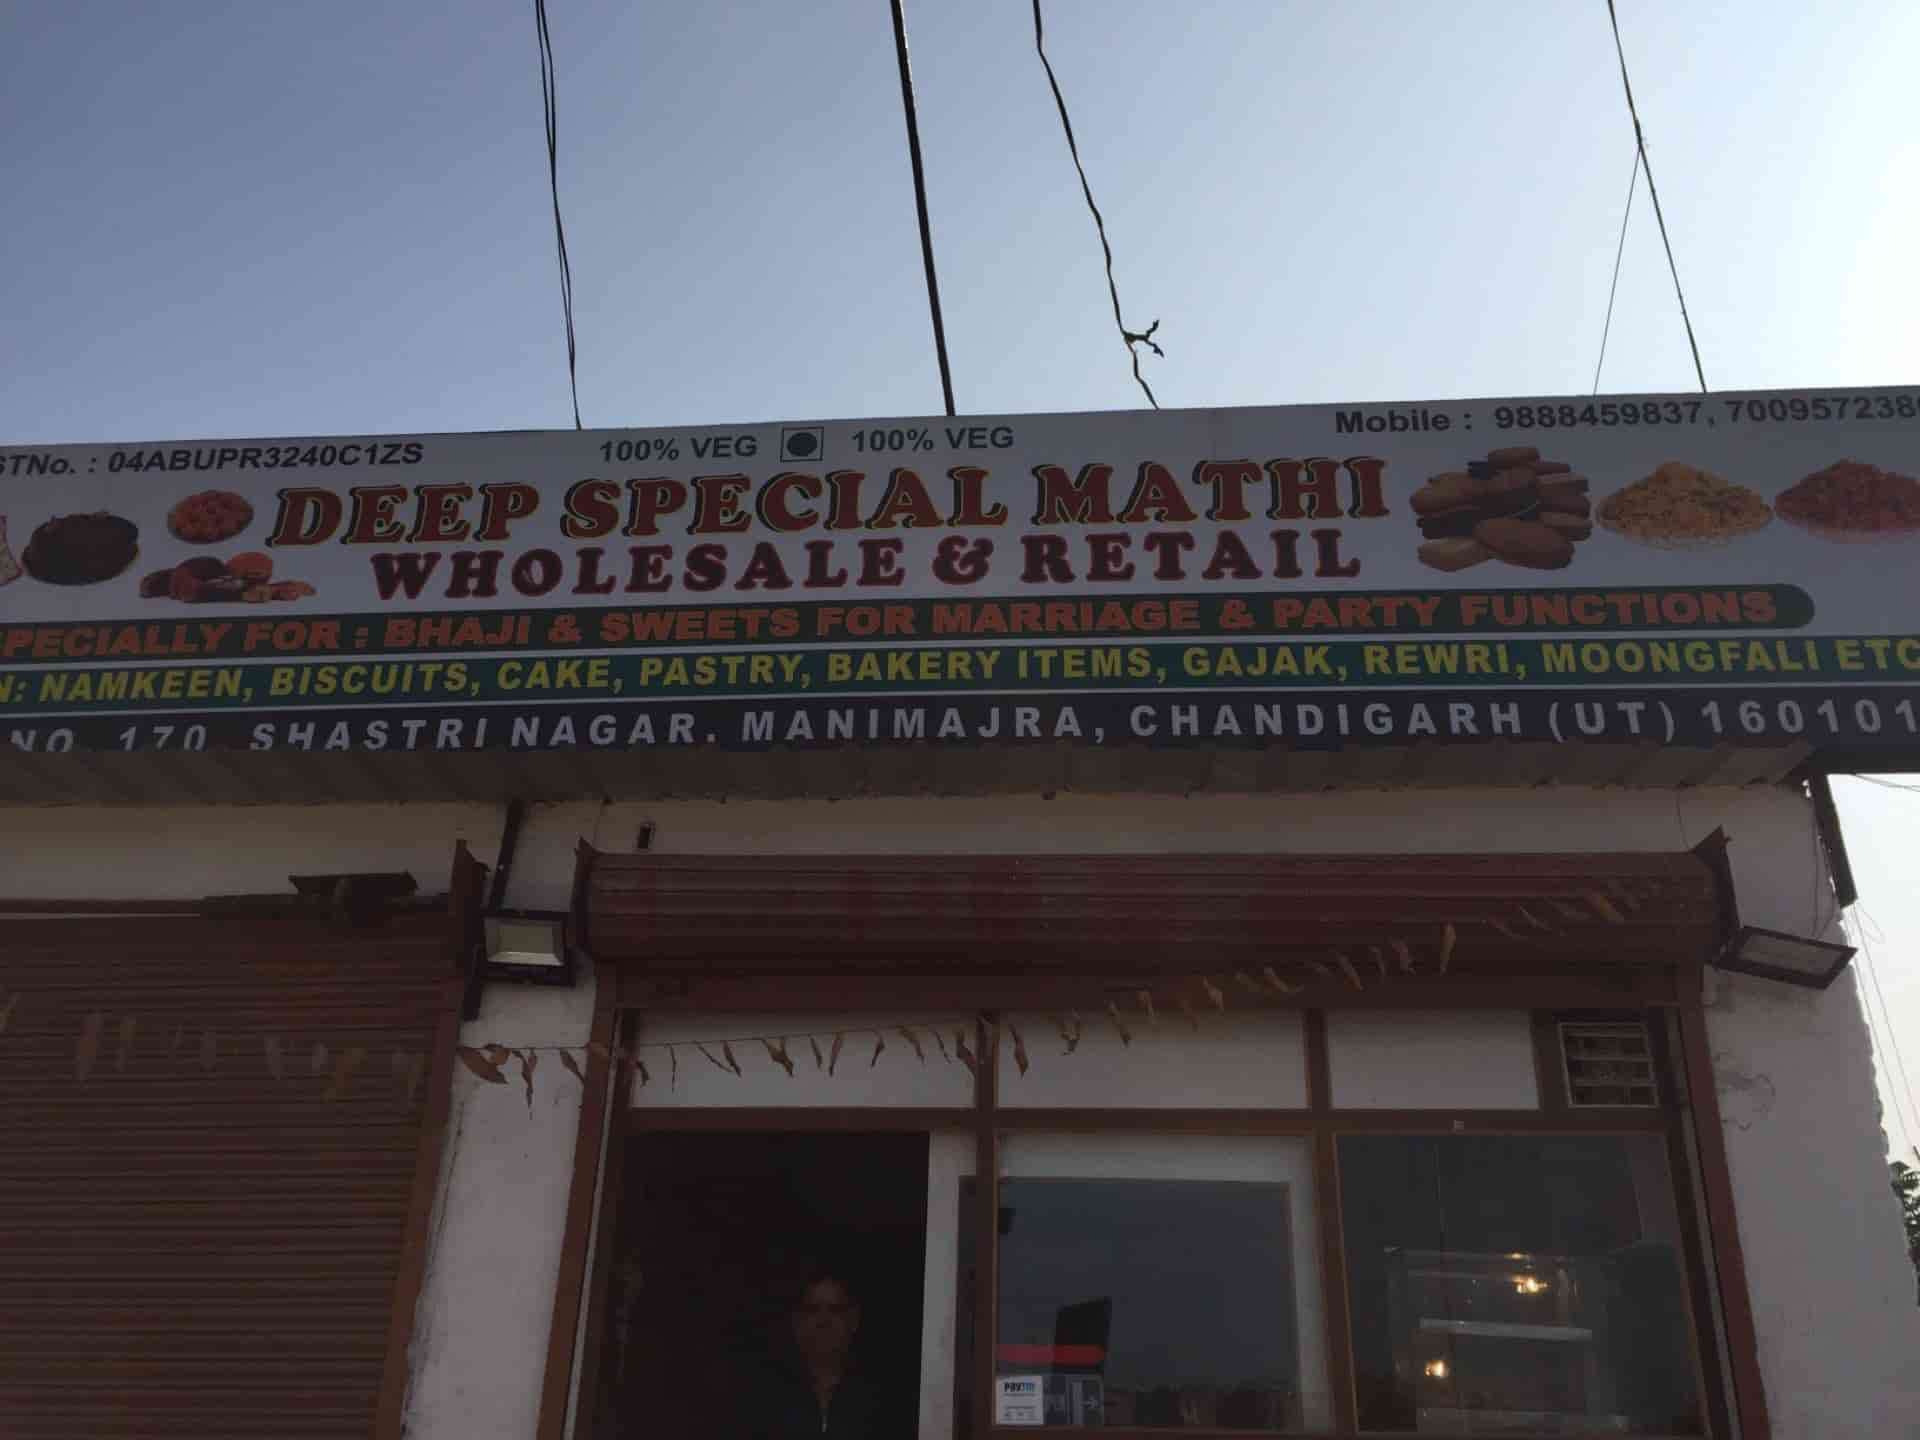 STNo. : 04ABUPR3240C1ZS
100% VEG 100% VEG
Mobile : 9888459837, 700957238
DEEP SPECIAL MATHI
WHOLESALE & RETAIL
SPECIALLY FOR : BHAJI & SWEETS FOR MARRIAGE & PARTY FUNCTIONS
N: NAMKEEN, BISCUITS, CAKE, PASTRY, BAKERY ITEMS, GAJAK, REWRI, MOONGFALI ETC
NO. 170, SHASTRI NAGAR. MANIMAJRA, CHANDIGARH (UT) 160101
PAYTM